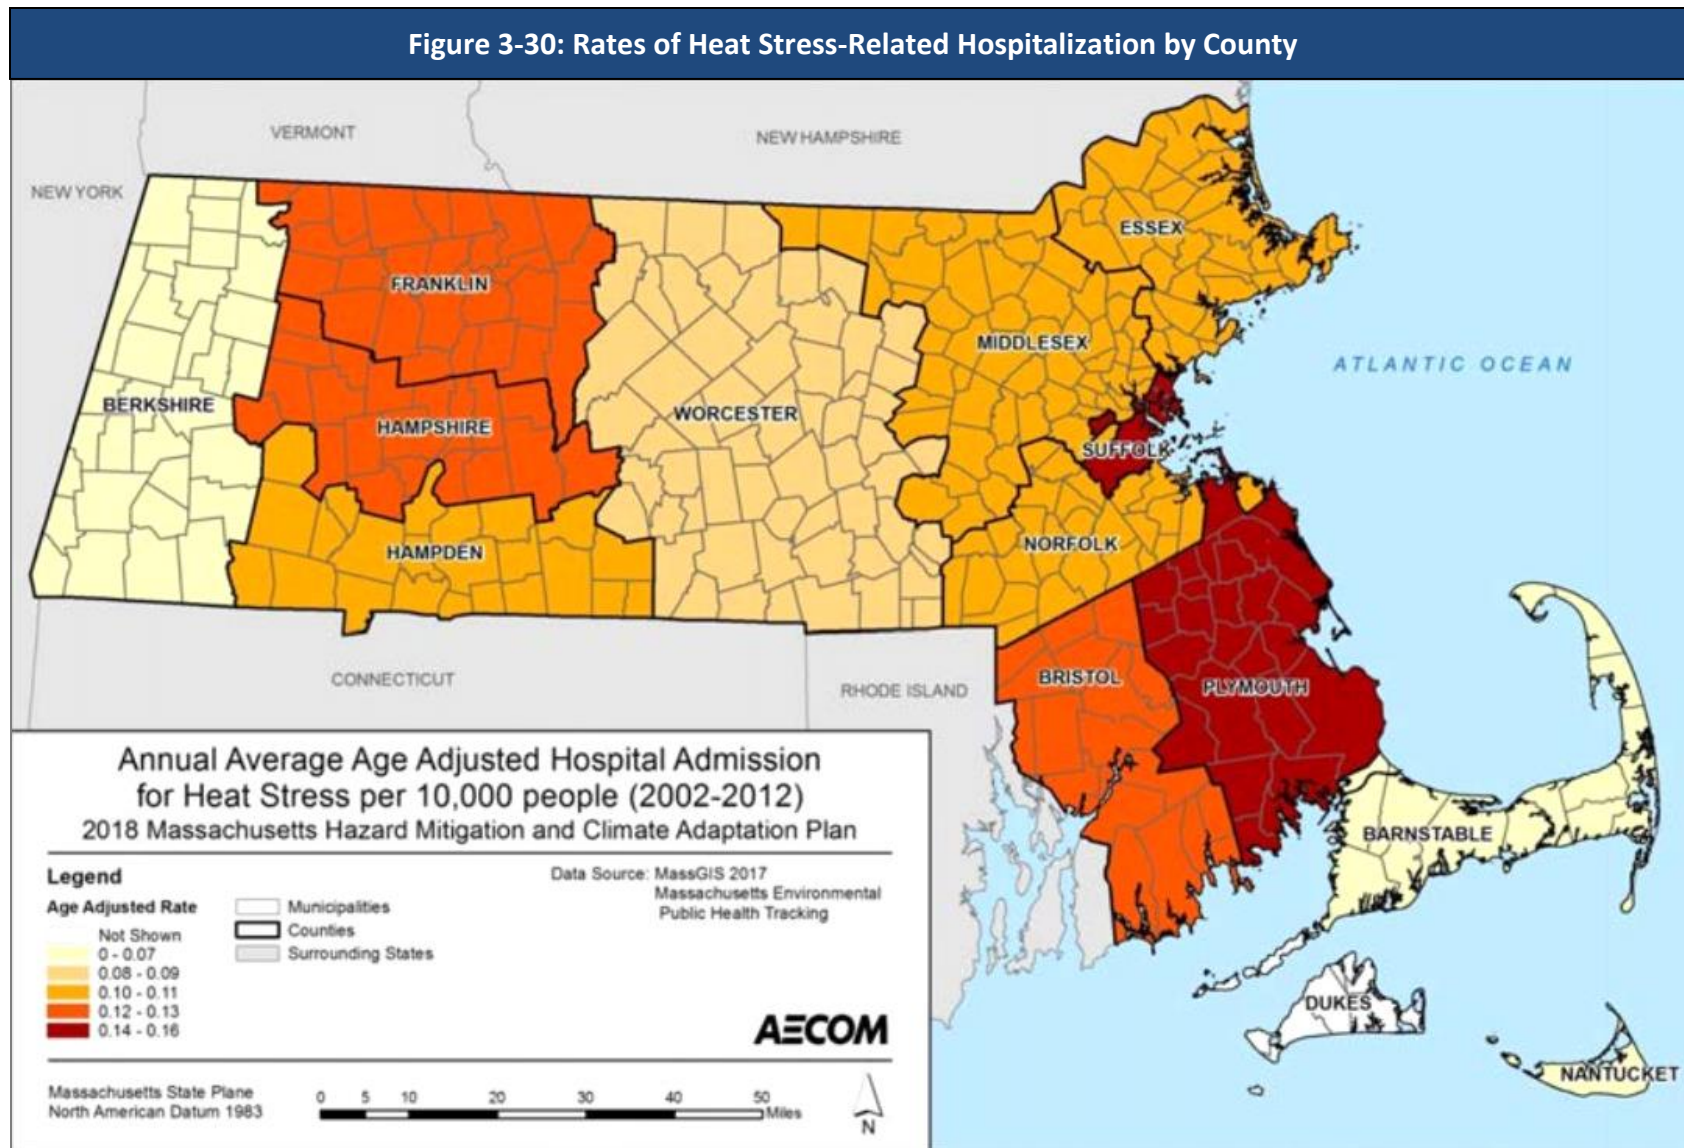 Figure 3-30: Rates of Heat Stress-Related Hospitalization by County
VERMONT
NEW HAMPSHIRE
NEW YORK
ESSEX
FRANKLIN
MIDDLESEX
ATLANTIC OCEAN
BERKSHIRE
WORCESTER
HAMPSHIRE
SUFFOLK
NORFOLK
HAMPDEN
CONNECTICUT
RHODE ISLAND
BRISTOL
PLYMOUTH
BARNSTABLE
DUKES
NANTUCKET
Annual Average Age Adjusted Hospital Admission
for Heat Stress per 10,000 people (2002-2012)
2018 Massachusetts Hazard Mitigation and Climate Adaptation Plan
Legend
Age Adjusted Rate
Not Shown
0 - 0.07
0.08 - 0.09
0.10 - 0.11
0.12 - 0.13
0.14 - 0.16
Municipalities
Counties
Surrounding States
Data Source: MassGIS 2017
Massachusetts Environmental
Public Health Tracking
AECOM
Massachusetts State Plane
North American Datum 1983
0 5 10 20 30 40 50
Miles
N